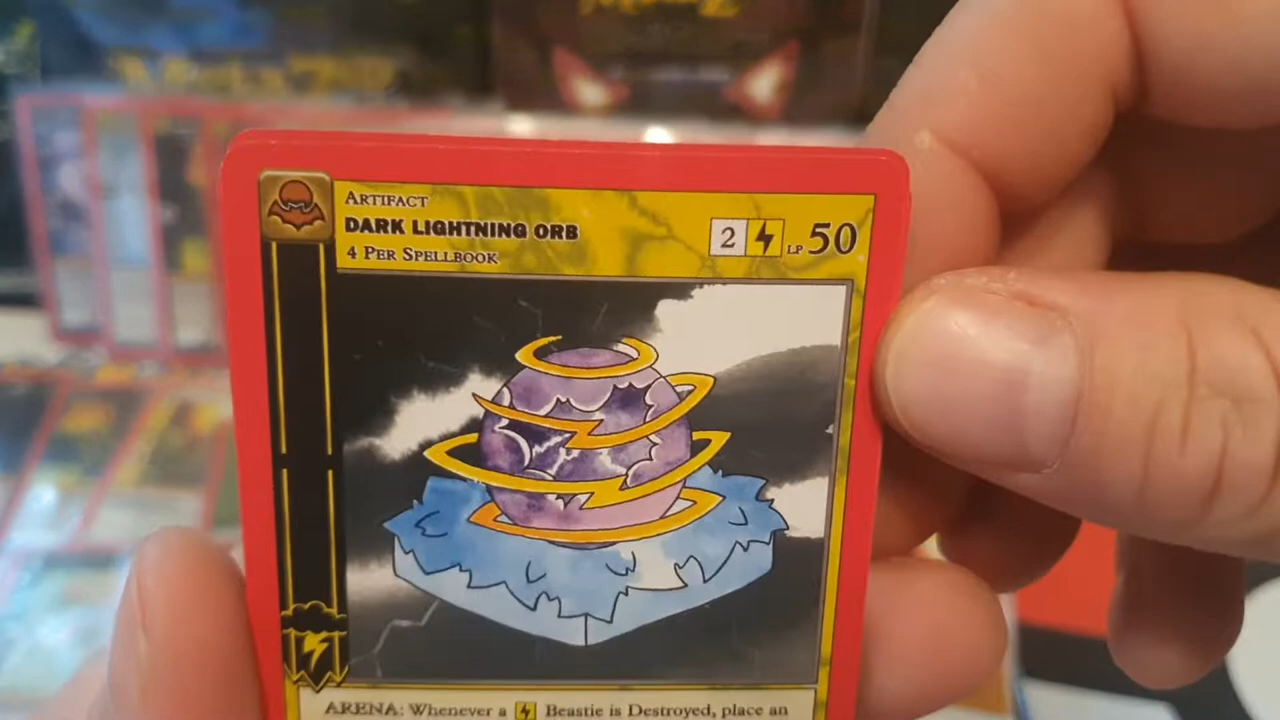 ARTIFACT
DARK LIGHTNING ORB
4 PER SPELLBOOK
2
LP 50
ARENA: Whenever a Beastie is Destroyed, place an